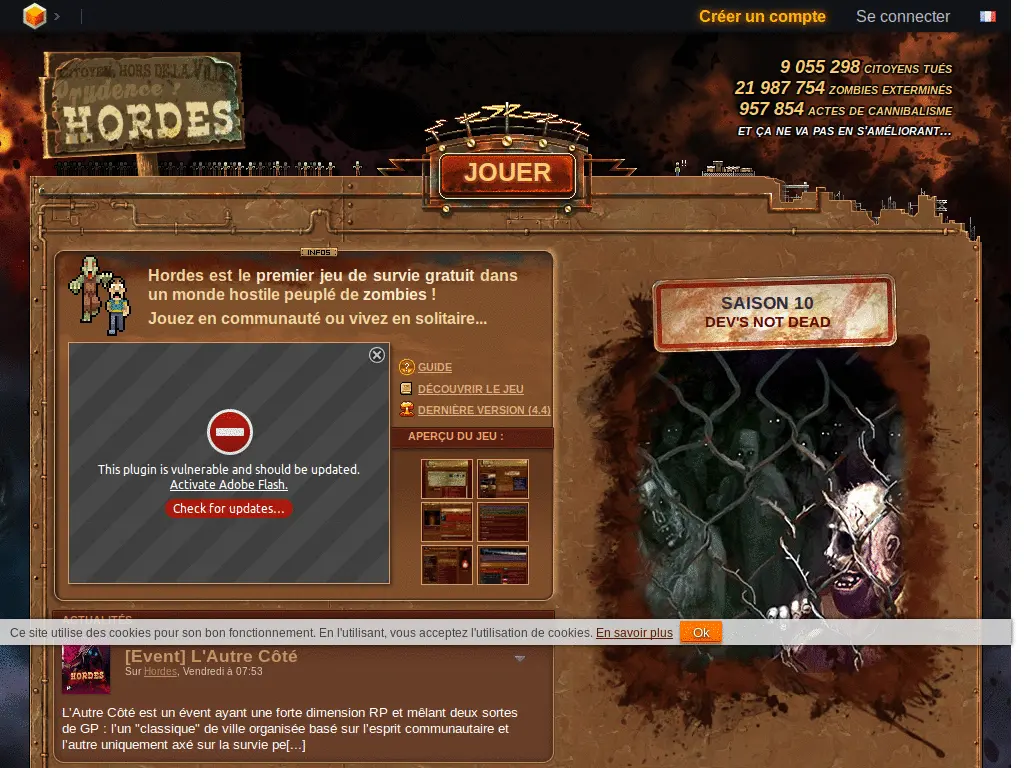 Créer un compte
Se connecter
CITOYEN, HORS DE LA VILLE
Prudence ?
HORDES
9 055 298 CITOYENS TUÉS
21 987 754 ZOMBIES EXTERMINÉS
957 854 ACTES DE CANNIBALISME
ET ÇA NE VA PAS EN S'AMÉLIORANT...
JOUER
INFOS
Hordes est le premier jeu de survie gratuit dans
un monde hostile peuplé de zombies !
Jouez en communauté ou vivez en solitaire...
This plugin is vulnerable and should be updated.
Activate Adobe Flash.
Check for updates...
GUIDE
DÉCOUVRIR LE JEU
DERNIÈRE VERSION (4.4)
APERÇU DU JEU :
SAISON 10
DEV'S NOT DEAD
ACTUALITÉS
Ce site utilise des cookies pour son bon fonctionnement. En l'utilisant, vous acceptez l'utilisation de cookies. En savoir plus Ok
HORDES
[Event] L'Autre Côté
Sur Hordes, Vendredi à 07:53
L'Autre Côté est un évent ayant une forte dimension RP et mêlant deux sortes
de GP : l'un "classique" de ville organisée basé sur l'esprit communautaire et
l'autre uniquement axé sur la survie pe[...]